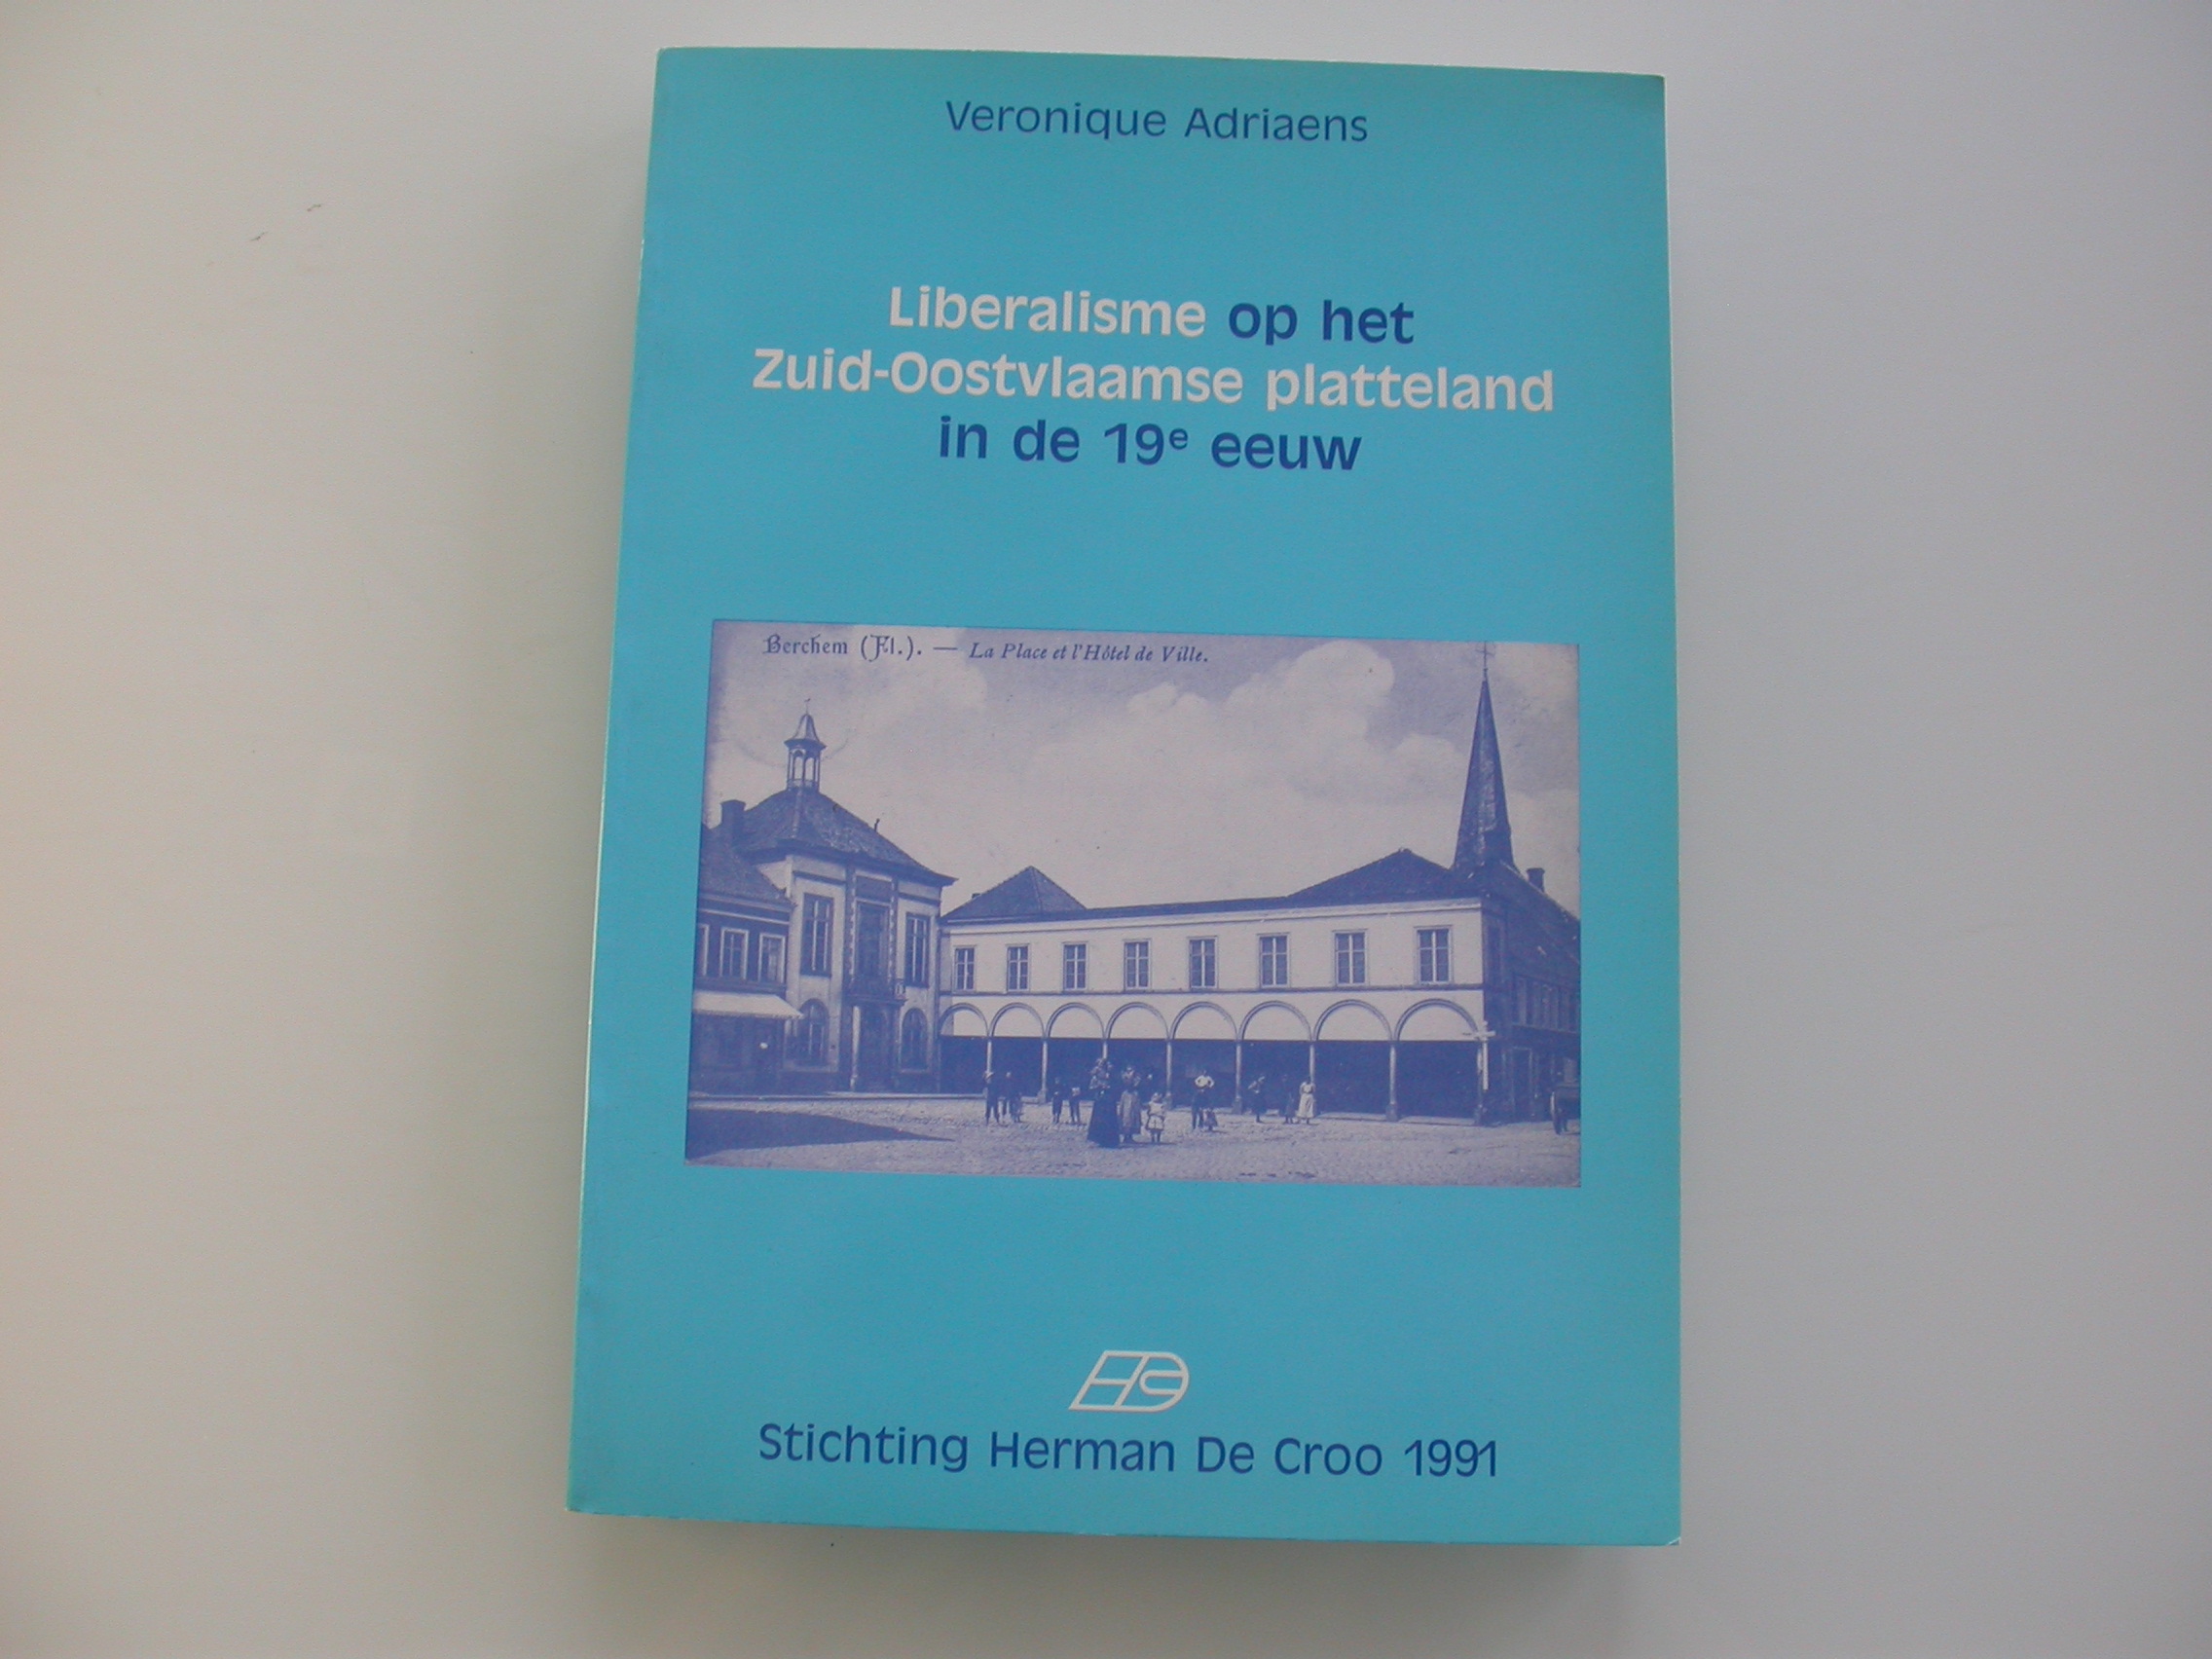 Veronique Adriaens
Liberalisme op het
Zuid-Oostvlaamse platteland
in de 19e eeuw
Berchem (Fl.). — La Place et l'Hôtel de Ville.
HDC
Stichting Herman De Croo 1991